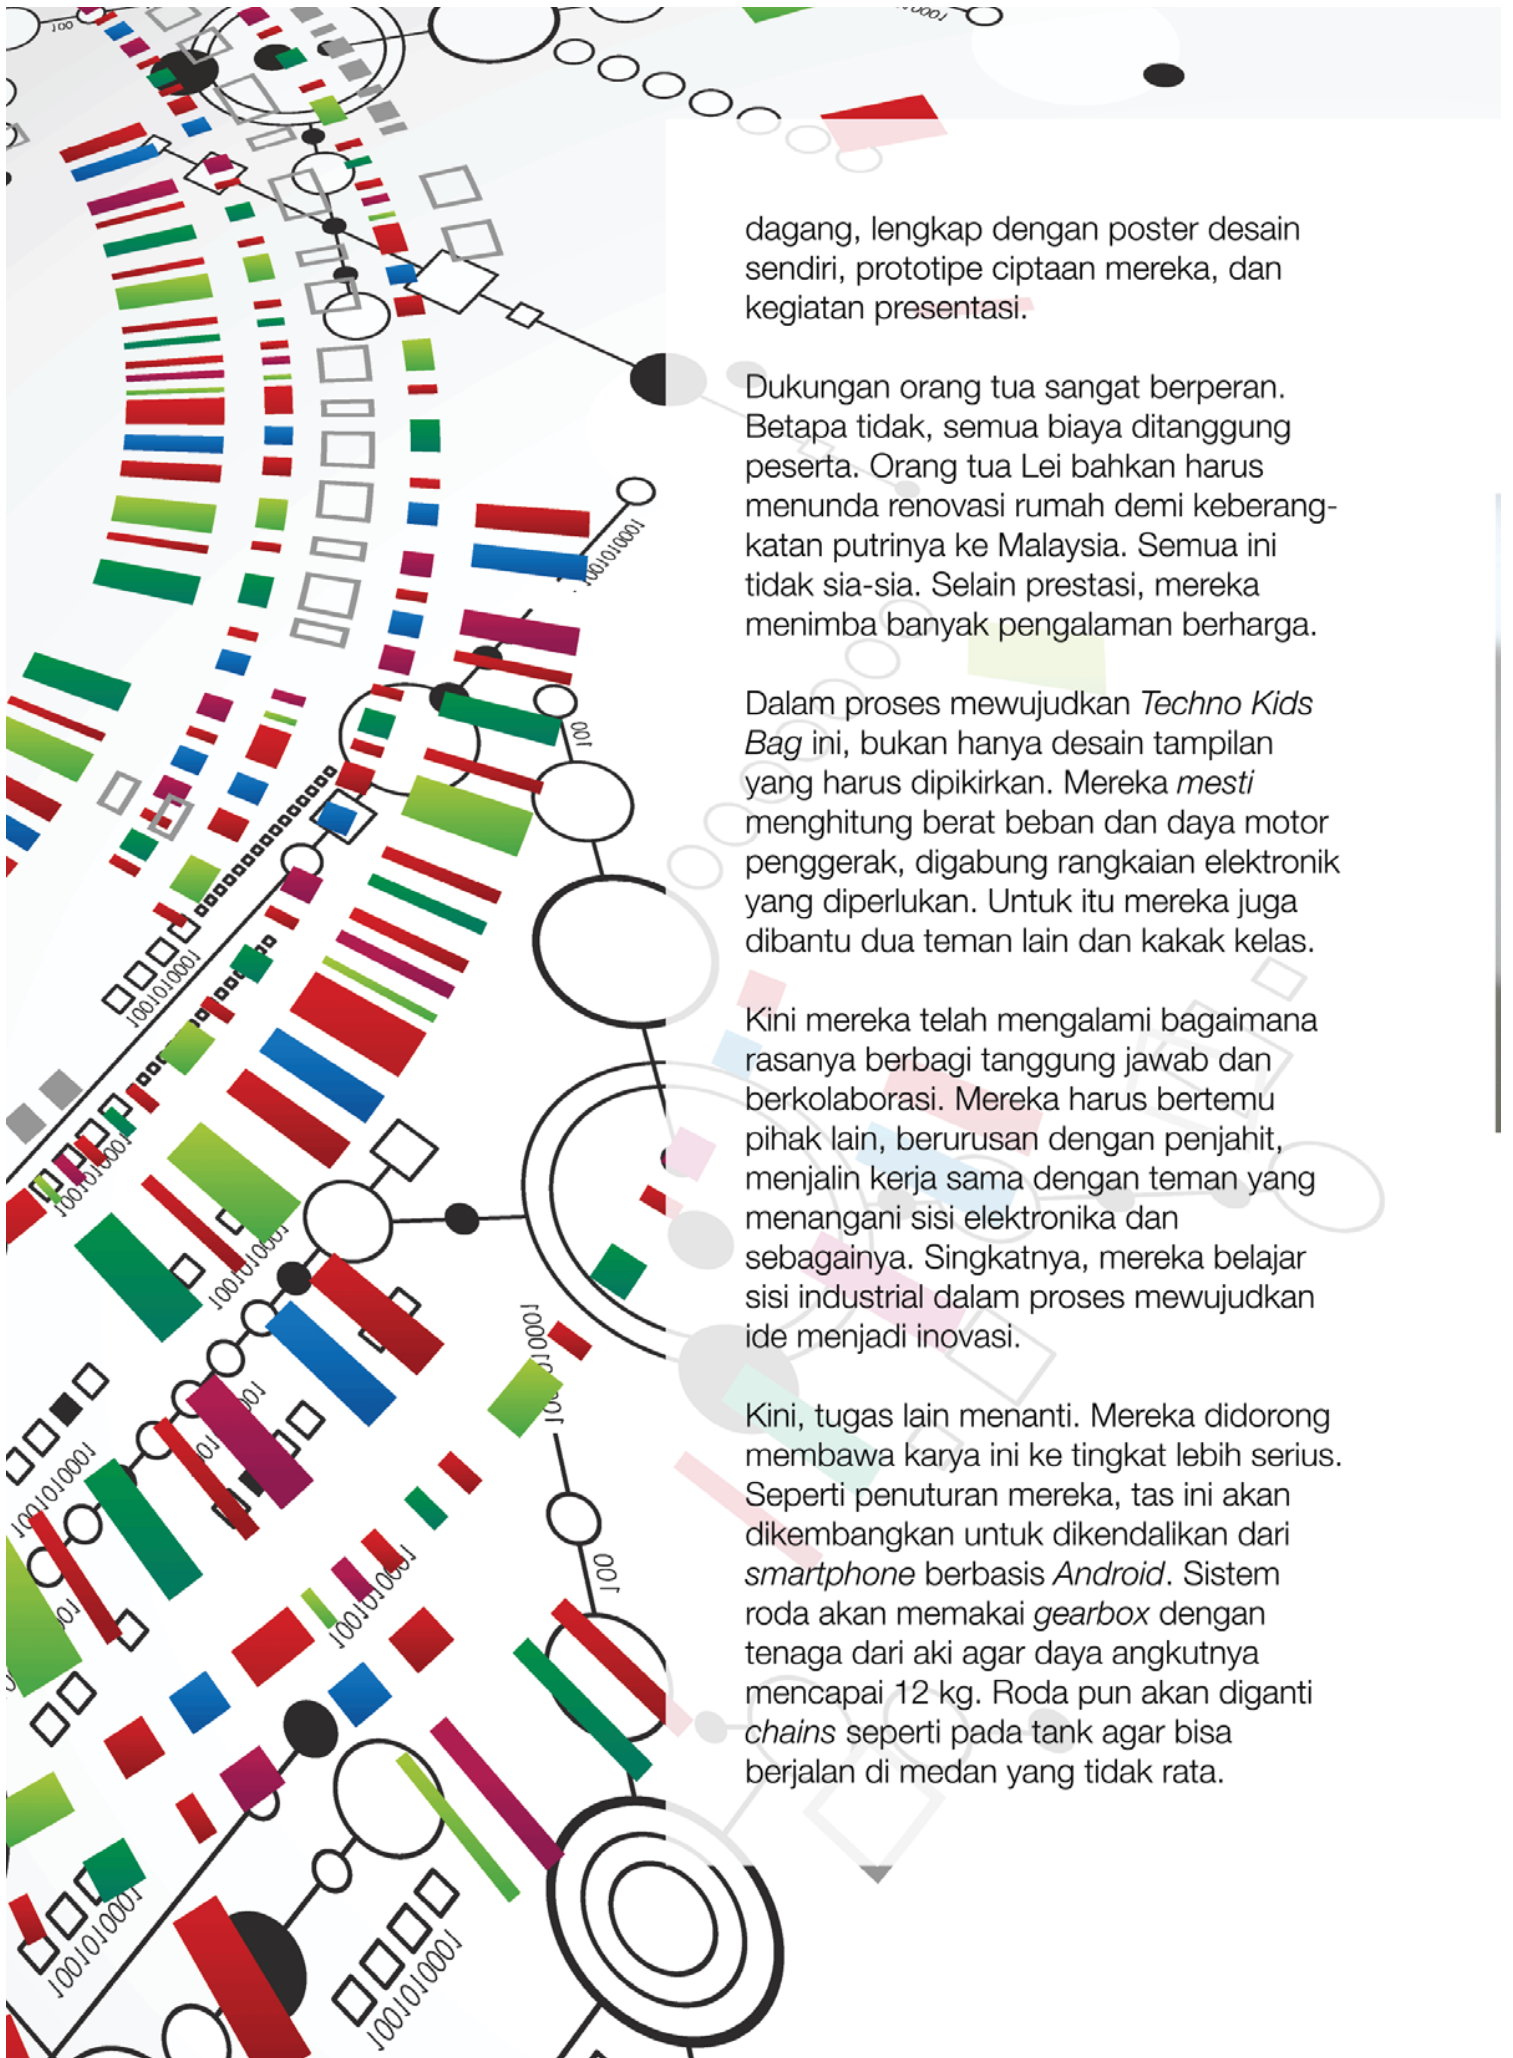 dagang, lengkap dengan poster desain
sendiri, prototipe ciptaan mereka, dan
kegiatan presentasi.
Dukungan orang tua sangat berperan.
Betapa tidak, semua biaya ditanggung
peserta. Orang tua Lei bahkan harus
menunda renovasi rumah demi keberang-
katan putrinya ke Malaysia. Semua ini
tidak sia-sia. Selain prestasi, mereka
menimba banyak pengalaman berharga.
Dalam proses mewujudkan Techno Kids
Bag ini, bukan hanya desain tampilan
yang harus dipikirkan. Mereka mesti
menghitung berat beban dan daya motor
penggerak, digabung rangkaian elektronik
yang diperlukan. Untuk itu mereka juga
dibantu dua teman lain dan kakak kelas.
Kini mereka telah mengalami bagaimana
rasanya berbagi tanggung jawab dan
berkolaborasi. Mereka harus bertemu
pihak lain, berurusan dengan penjahit,
menjalin kerja sama dengan teman yang
menangani sisi elektronika dan
sebagainya. Singkatnya, mereka belajar
sisi industrial dalam proses mewujudkan
ide menjadi inovasi.
Kini, tugas lain menanti. Mereka didorong
membawa karya ini ke tingkat lebih serius.
Seperti penuturan mereka, tas ini akan
dikembangkan untuk dikendalikan dari
smartphone berbasis Android. Sistem
roda akan memakai gearbox dengan
tenaga dari aki agar daya angkutnya
mencapai 12 kg. Roda pun akan diganti
chains seperti pada tank agar bisa
berjalan di medan yang tidak rata.